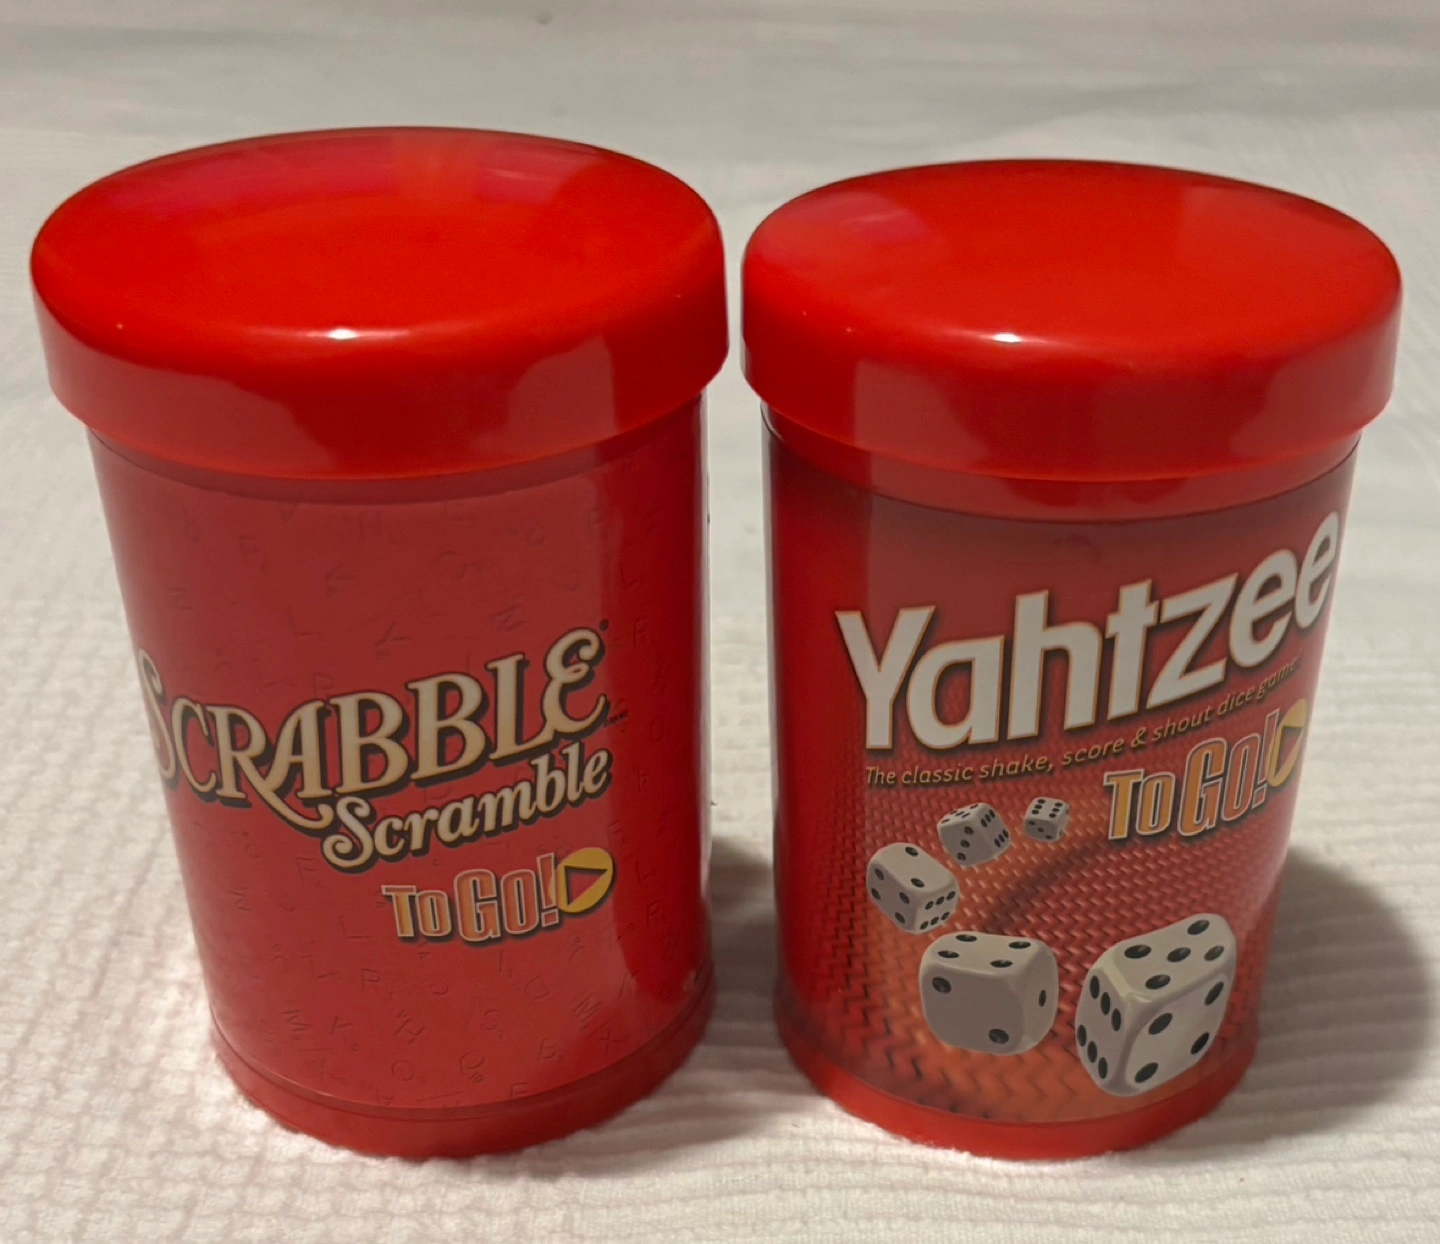 SCRABBLE
Scramble
To Go!
Yahtzee
The classic shake, score & shout dice game!
To Go!